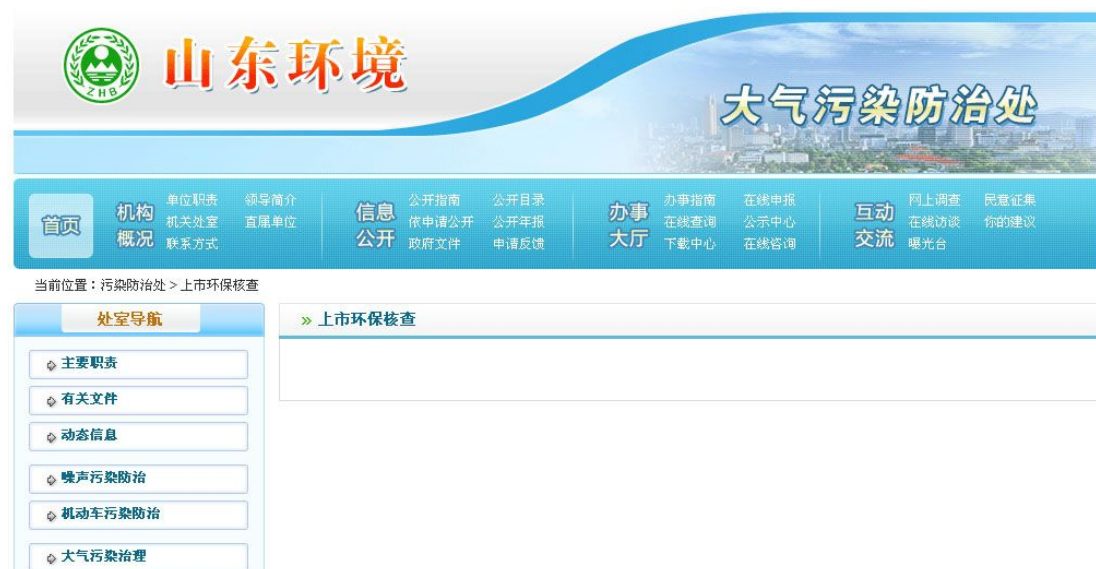 山东环境
ZHB
大气污染防治处
首页
机构概况
单位职责 领导简介
机关处室 直属单位
联系方式
信息公开
公开指南 公开目录
依申请公开 公开年报
政府文件 申请反馈
办事大厅
办事指南 在线申报
在线查询 公示中心
下载中心 在线咨询
互动交流
网上调查 民意征集
在线访谈 你的建议
曝光台
当前位置：污染防治处 > 上市环保核查
处室导航
» 上市环保核查
主要职责
有关文件
动态信息
噪声污染防治
机动车污染防治
大气污染治理